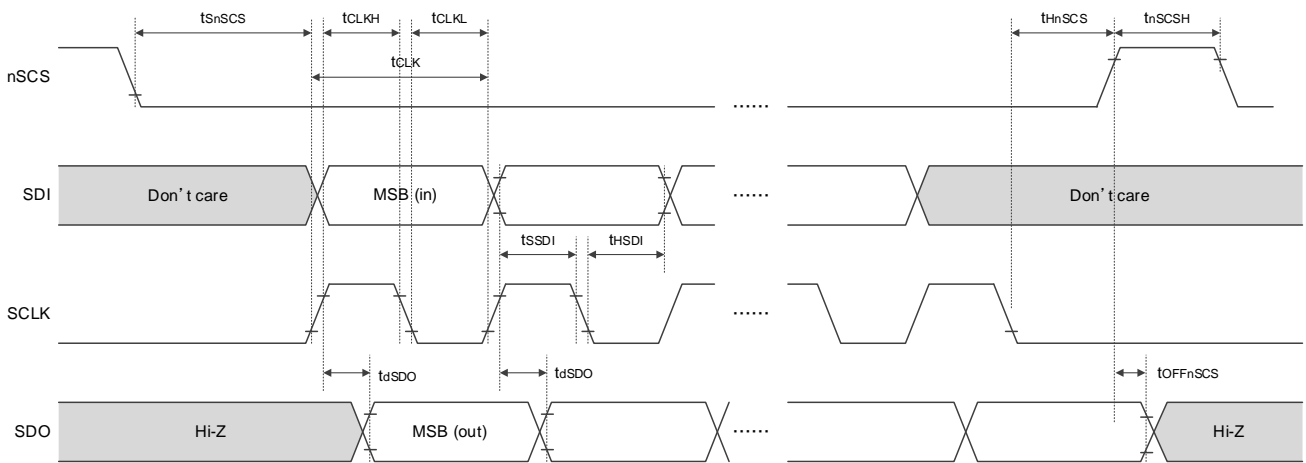 tSnSCS tCLKH tCLKL tHnSCS tnSCSH
tCLK
nSCS
......
SDI Don't care MSB (in) ...... Don't care
tSSDI tHSDI
SCLK
......
tdSDO tdSDO tOFFnSCS
SDO Hi-Z MSB (out) ...... Hi-Z